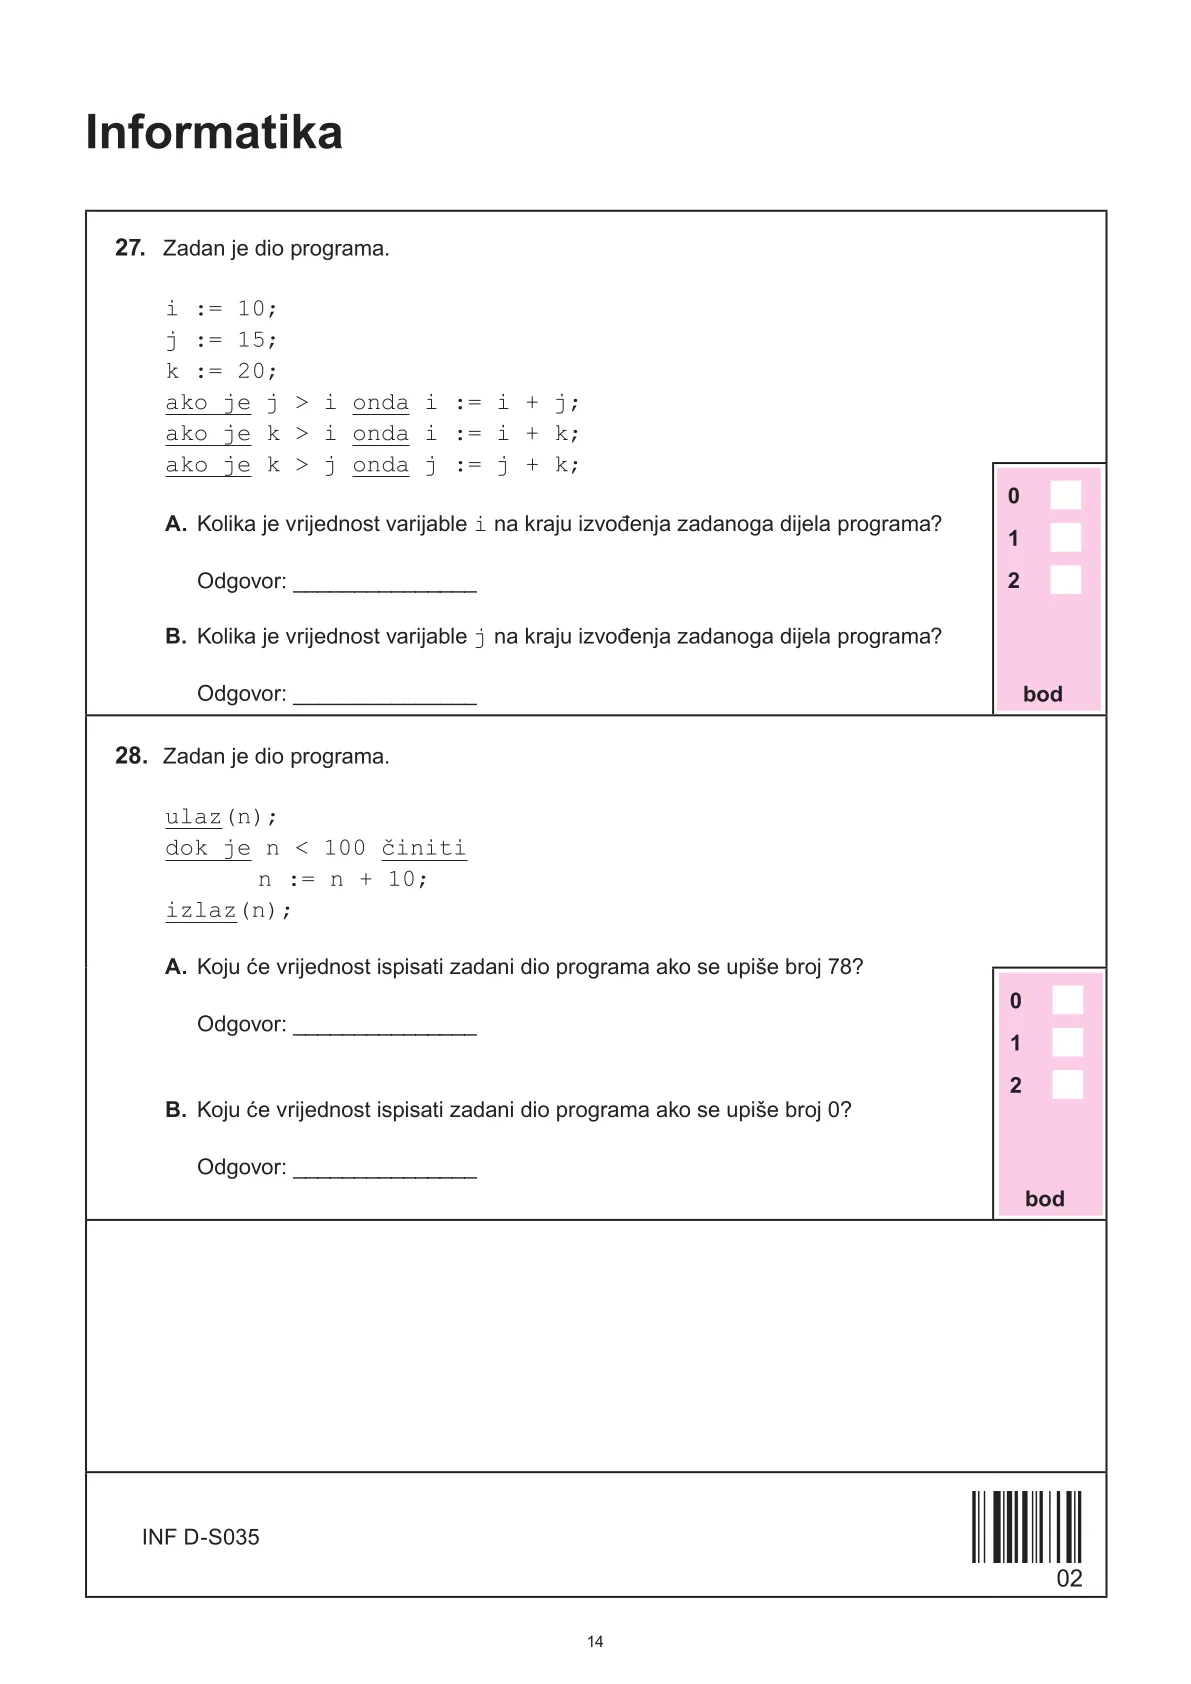 Informatika
27. Zadan je dio programa.
i := 10;
j := 15;
k := 20;
ako je j > i onda i := i + j;
ako je k > i onda i := i + k;
ako je k > j onda j := j + k;
A. Kolika je vrijednost varijable i na kraju izvođenja zadanoga dijela programa?
Odgovor: _______________
B. Kolika je vrijednost varijable j na kraju izvođenja zadanoga dijela programa?
Odgovor: _______________
0
1
2
bod
28. Zadan je dio programa.
ulaz(n);
dok je n < 100 činiti
n := n + 10;
izlaz(n);
A. Koju će vrijednost ispisati zadani dio programa ako se upiše broj 78?
Odgovor: _______________
B. Koju će vrijednost ispisati zadani dio programa ako se upiše broj 0?
Odgovor: _______________
0
1
2
bod
INF D-S035
02
14